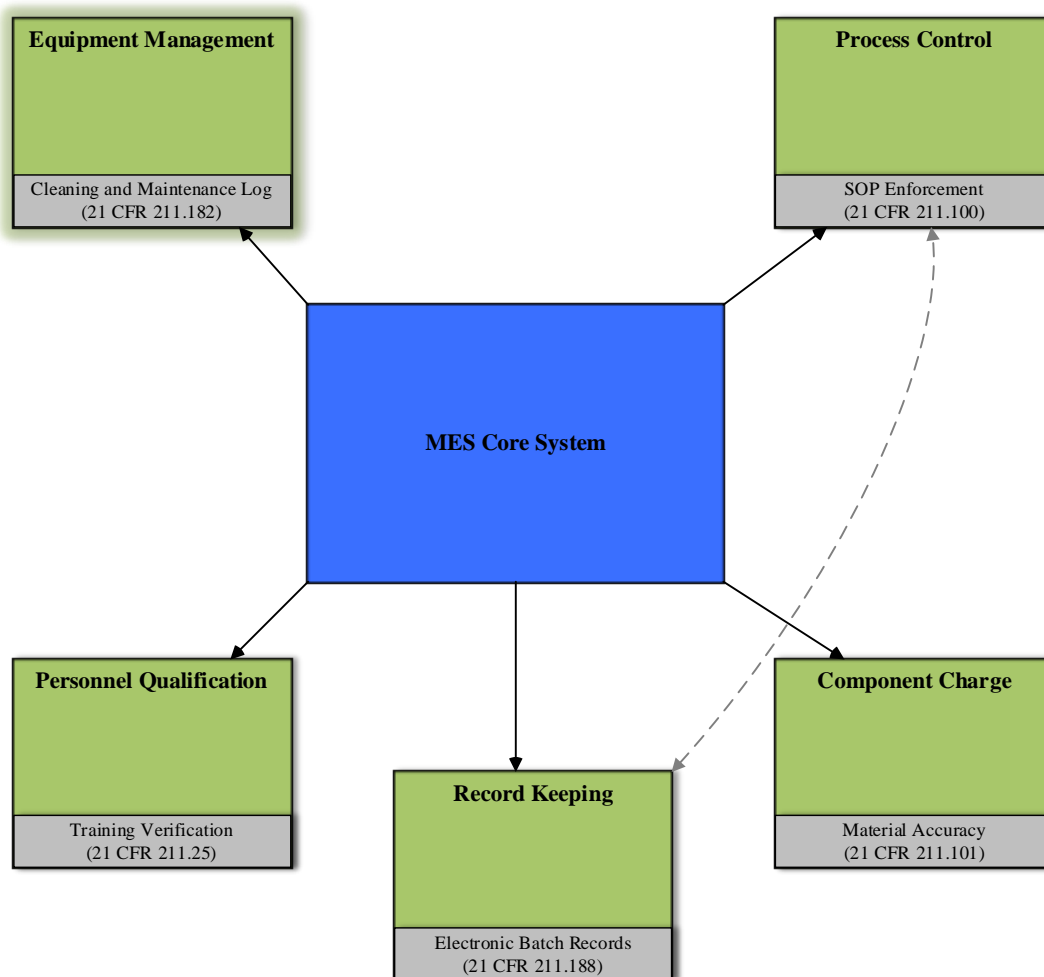 Equipment Management
Cleaning and Maintenance Log
(21 CFR 211.182)
Process Control
SOP Enforcement
(21 CFR 211.100)
MES Core System
Personnel Qualification
Training Verification
(21 CFR 211.25)
Record Keeping
Electronic Batch Records
(21 CFR 211.188)
Component Charge
Material Accuracy
(21 CFR 211.101)